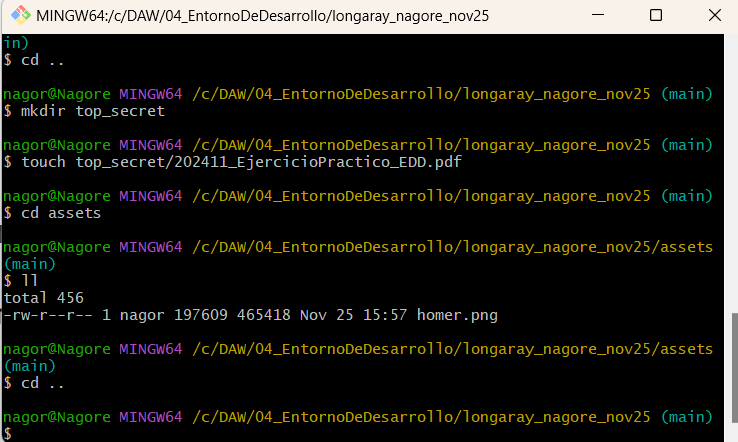 MINGW64:/c/DAW/04_EntornoDeDesarrollo/longaray_nagore_nov25
in)
$ cd ..
nagor@Nagore MINGW64 /c/DAW/04_EntornoDeDesarrollo/longaray_nagore_nov25 (main)
$ mkdir top_secret
nagor@Nagore MINGW64 /c/DAW/04_EntornoDeDesarrollo/longaray_nagore_nov25 (main)
$ touch top_secret/202411_EjercicioPractico_EDD.pdf
nagor@Nagore MINGW64 /c/DAW/04_EntornoDeDesarrollo/longaray_nagore_nov25 (main)
$ cd assets
nagor@Nagore MINGW64 /c/DAW/04_EntornoDeDesarrollo/longaray_nagore_nov25/assets
(main)
$ ll
total 456
-rw-r--r-- 1 nagor 197609 465418 Nov 25 15:57 homer.png
nagor@Nagore MINGW64 /c/DAW/04_EntornoDeDesarrollo/longaray_nagore_nov25/assets
(main)
$ cd ..
nagor@Nagore MINGW64 /c/DAW/04_EntornoDeDesarrollo/longaray_nagore_nov25 (main)
$